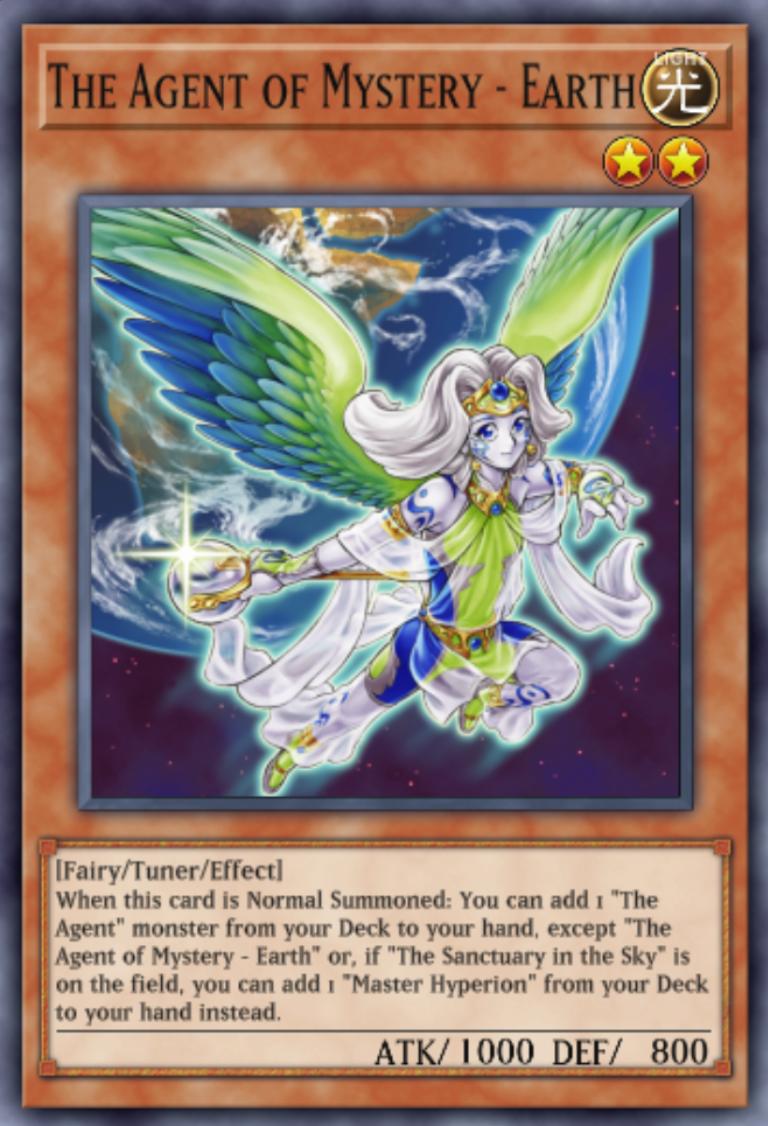 The Agent of Mystery - Earth
LIGHT
光
[Fairy/Tuner/Effect]
When this card is Normal Summoned: You can add 1 "The
Agent" monster from your Deck to your hand, except "The
Agent of Mystery - Earth" or, if "The Sanctuary in the Sky" is
on the field, you can add 1 "Master Hyperion" from your Deck
to your hand instead.
ATK/ 1000 DEF/ 800